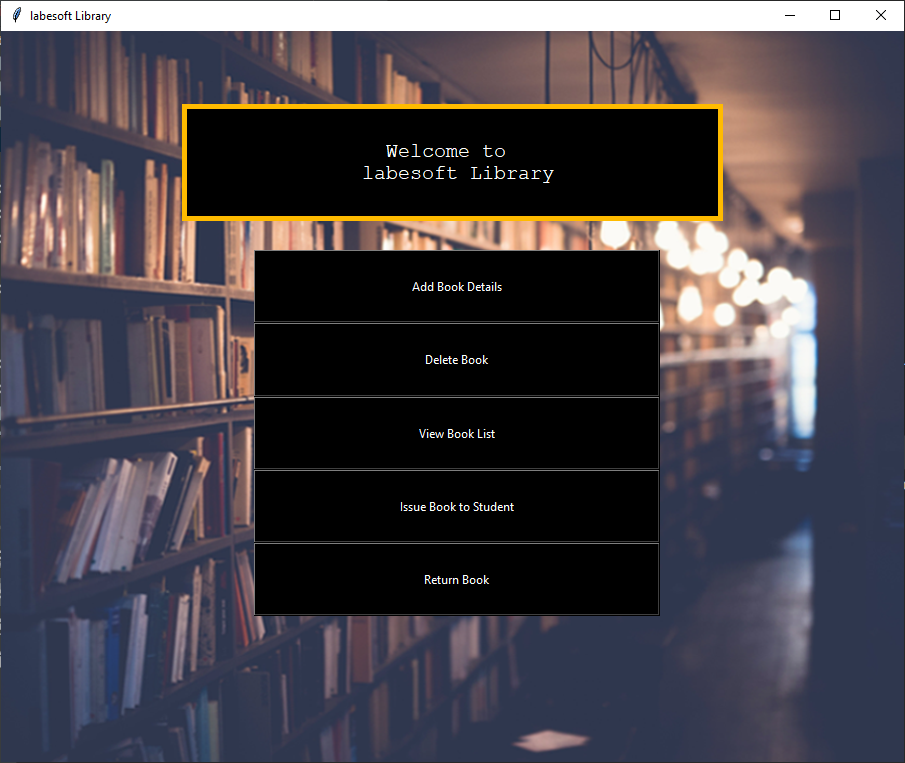 labesoft Library
Welcome to
labesoft Library
Add Book Details
Delete Book
View Book List
Issue Book to Student
Return Book